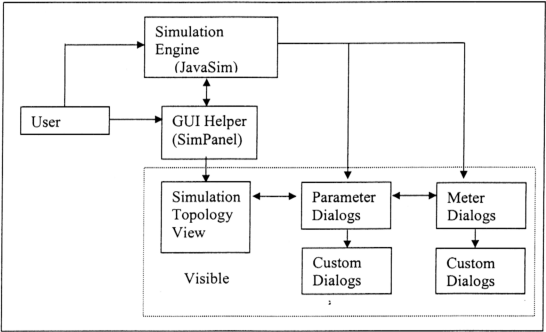 Simulation
Engine
(JavaSim)
User
GUI Helper
(SimPanel)
Simulation
Topology
View
Parameter
Dialogs
Meter
Dialogs
Custom
Dialogs
Custom
Dialogs
Visible